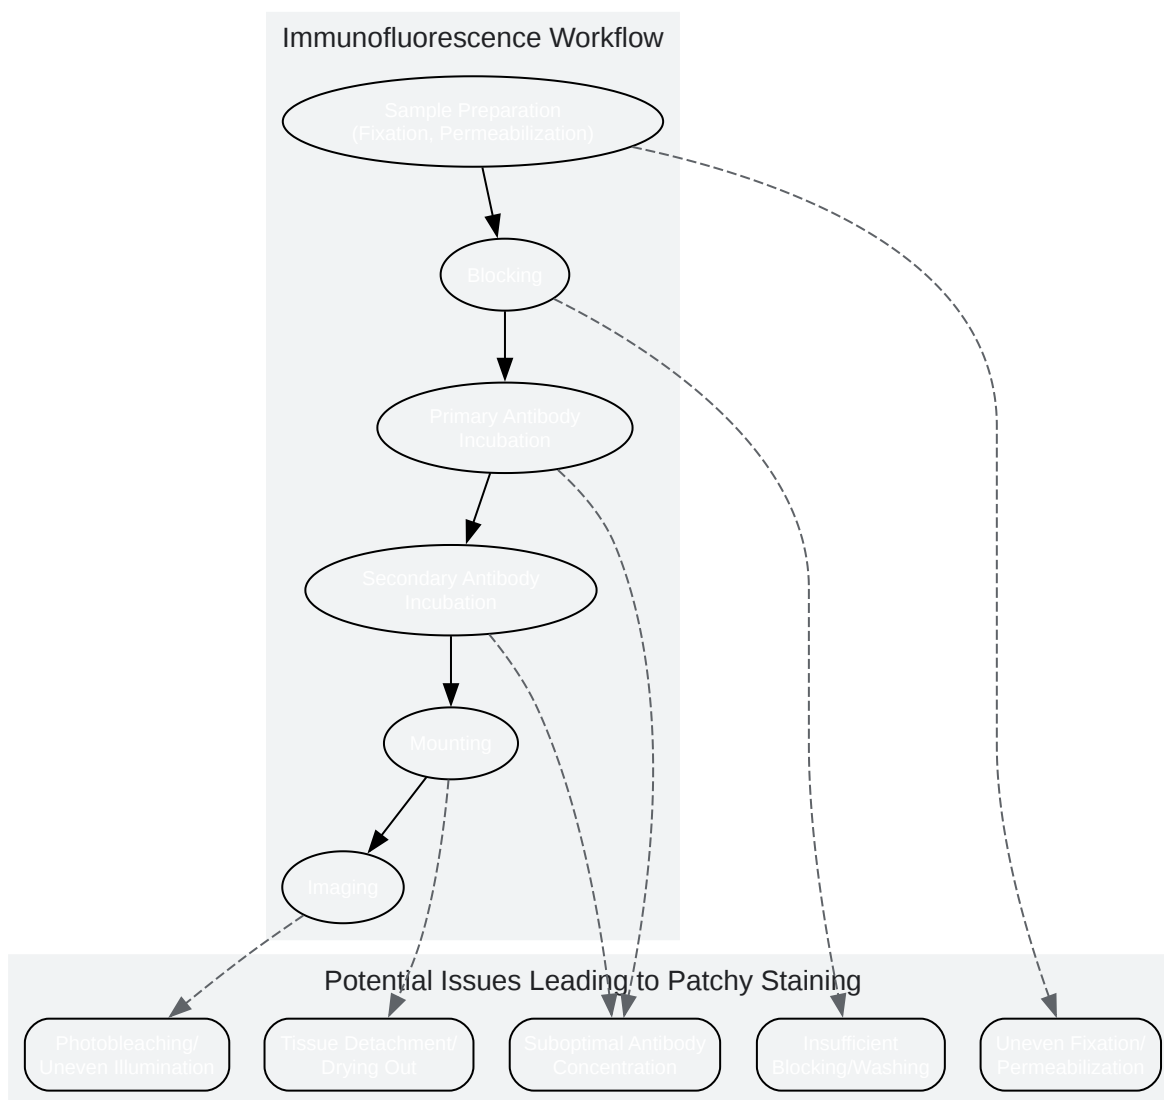 Immunofluorescence Workflow
Sample Preparation
(Fixation, Permeabilization)
Blocking
Primary Antibody
Incubation
Secondary Antibody
Incubation
Mounting
Imaging
Potential Issues Leading to Patchy Staining
Photobleaching/
Uneven Illumination
Tissue Detachment/
Drying Out
Suboptimal Antibody
Concentration
Insufficient
Blocking/Washing
Uneven Fixation/
Permeabilization